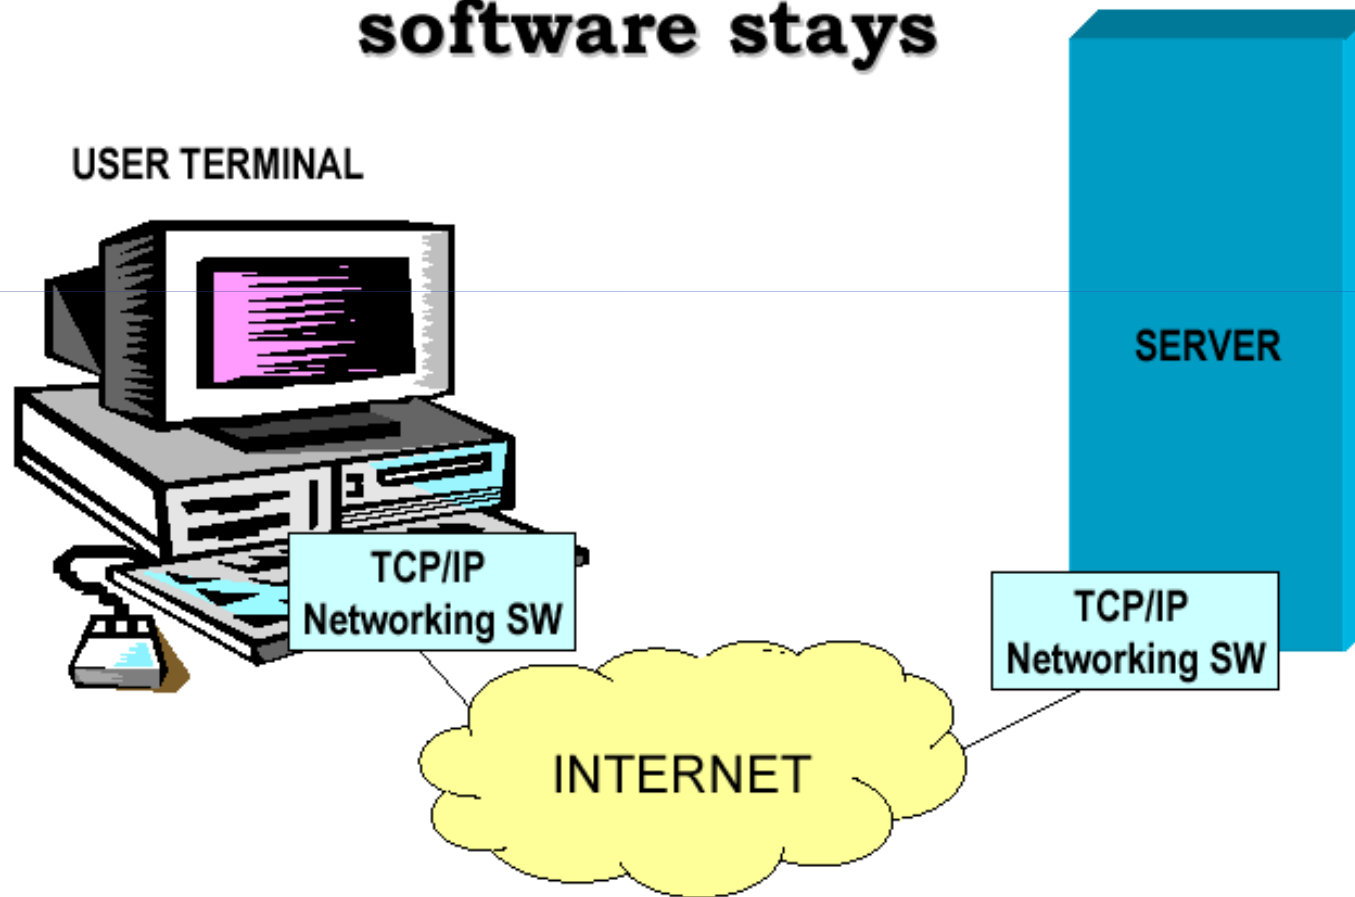 software stays
USER TERMINAL
SERVER
TCP/IP
Networking SW
TCP/IP
Networking SW
INTERNET